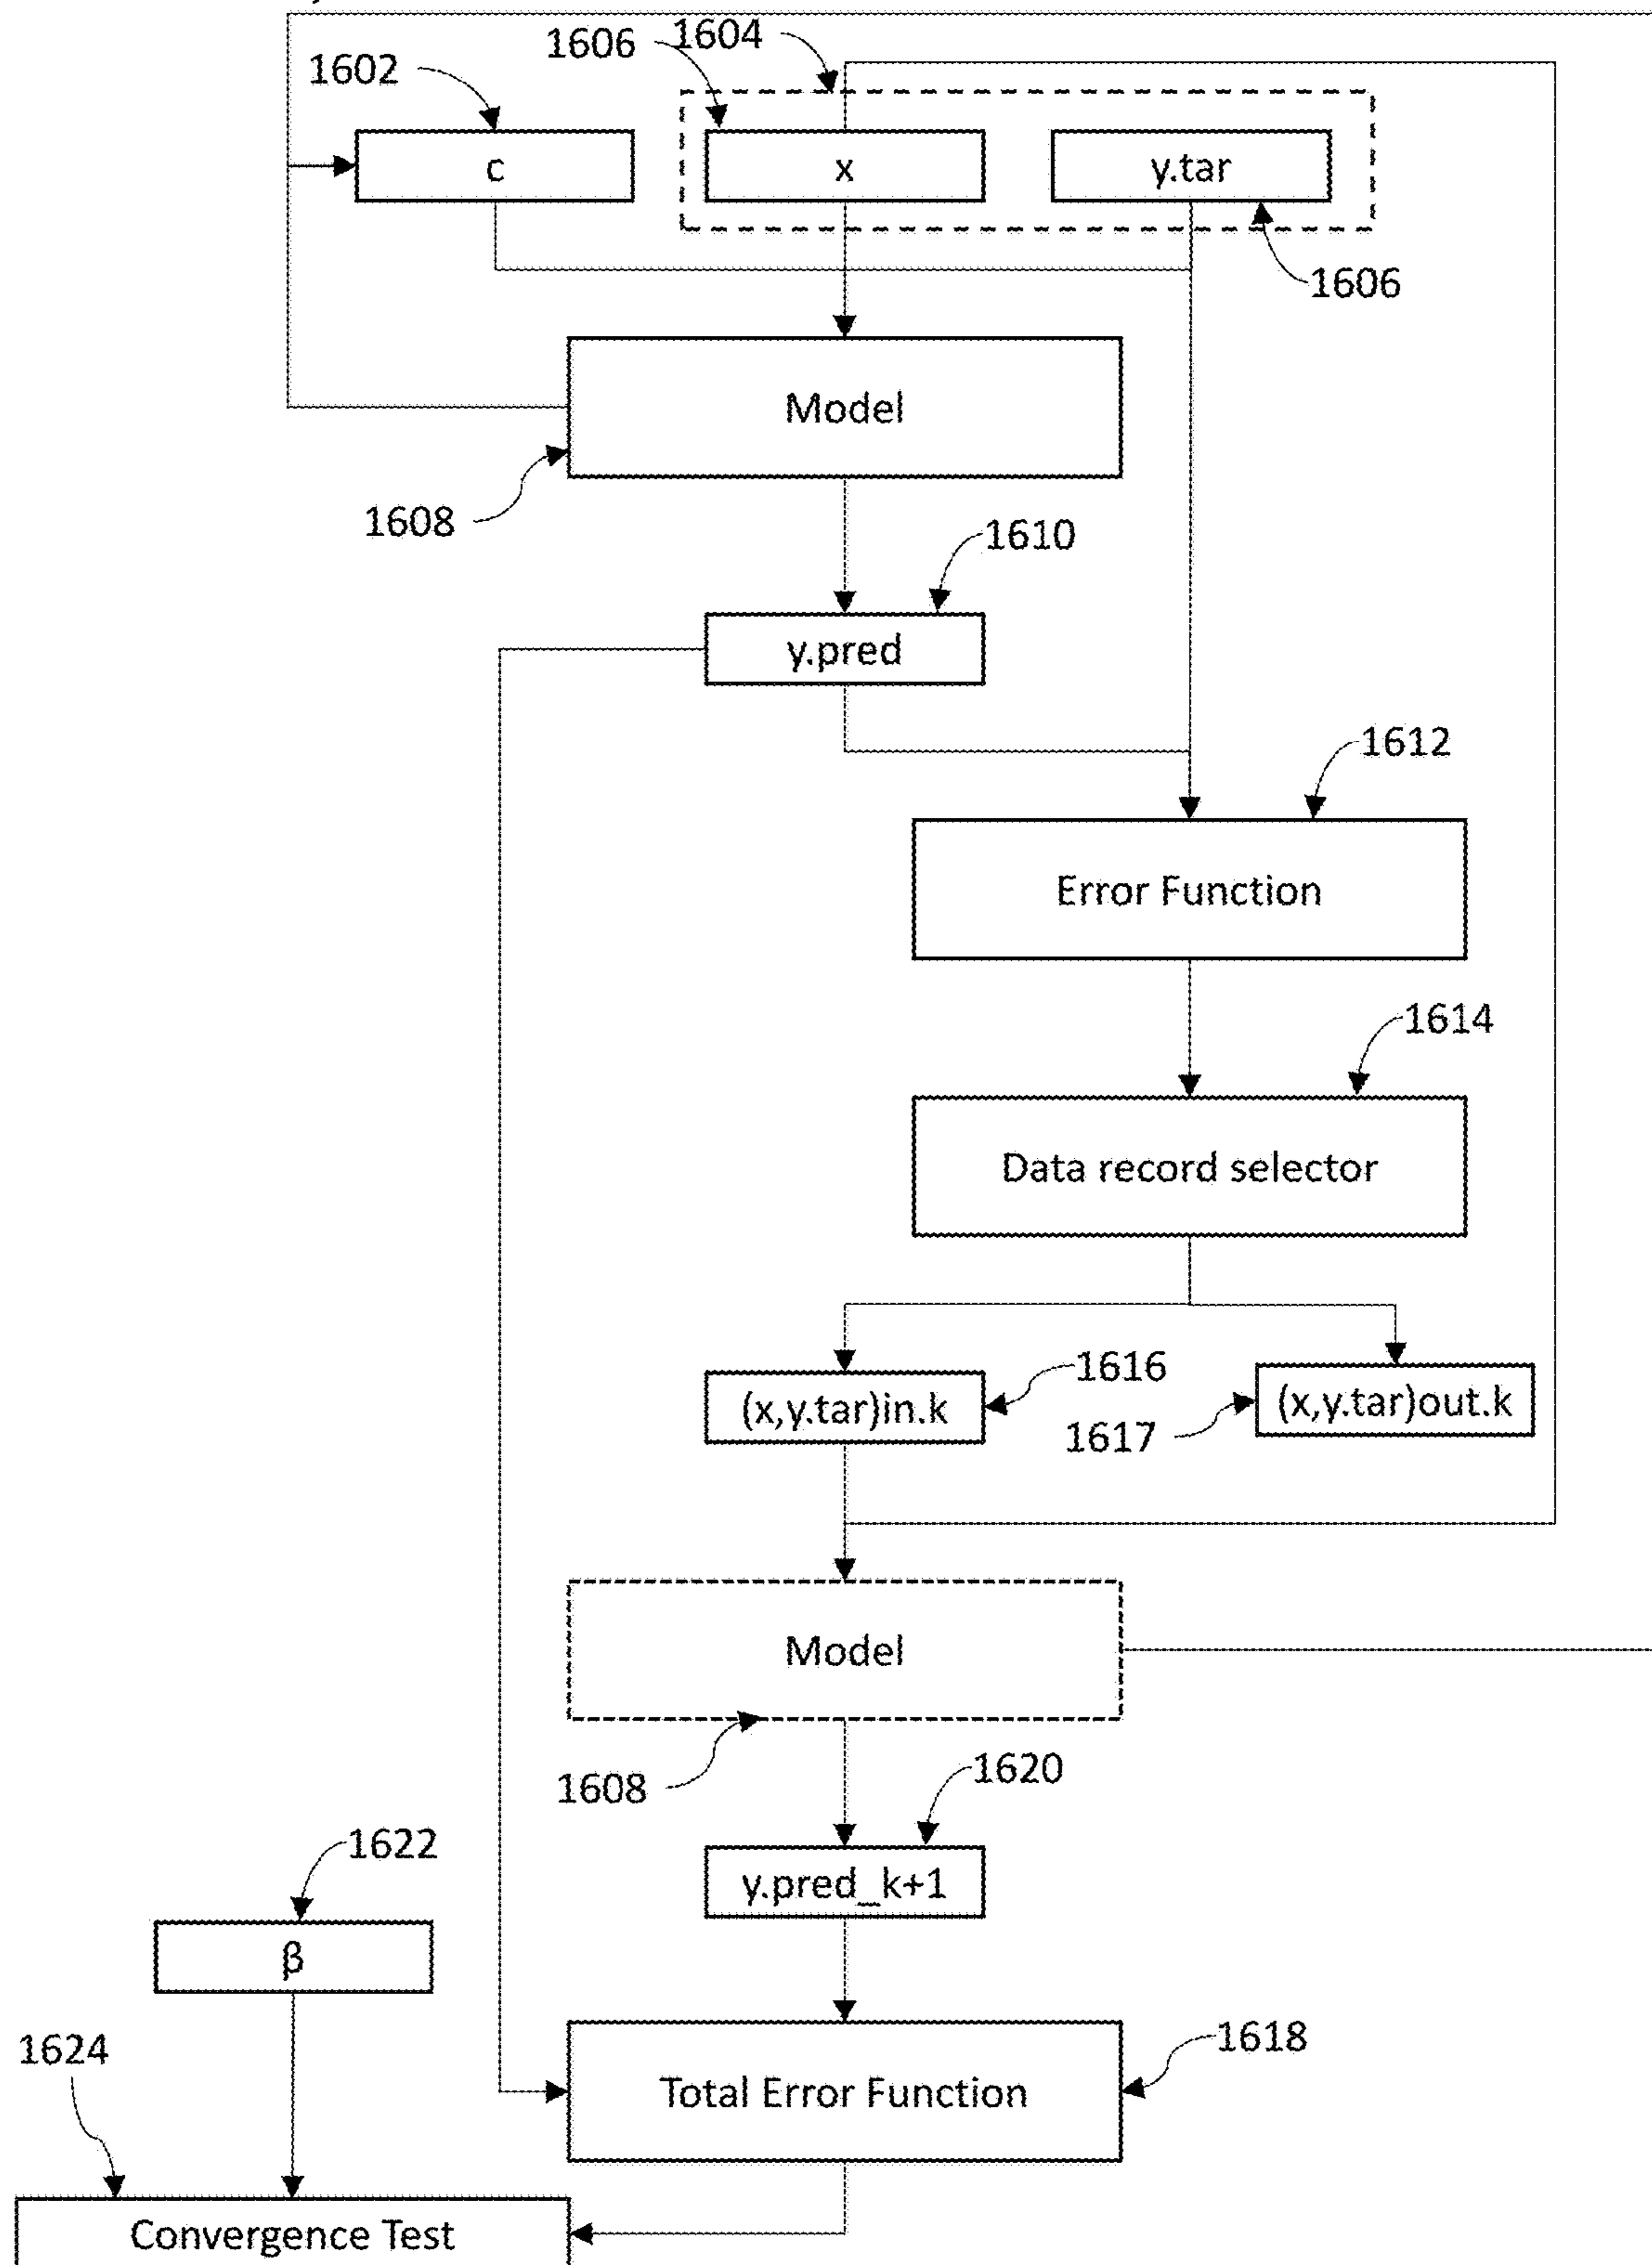 1606 1604
1602
c
x
y.tar
1606
Model
1608
1610
y.pred
1612
Error Function
1614
Data record selector
1616
(x,y.tar)in.k
(x,y.tar)out.k
1617
Model
1608
1620
1622
y.pred_k+1
β
1624
1618
Total Error Function
Convergence Test